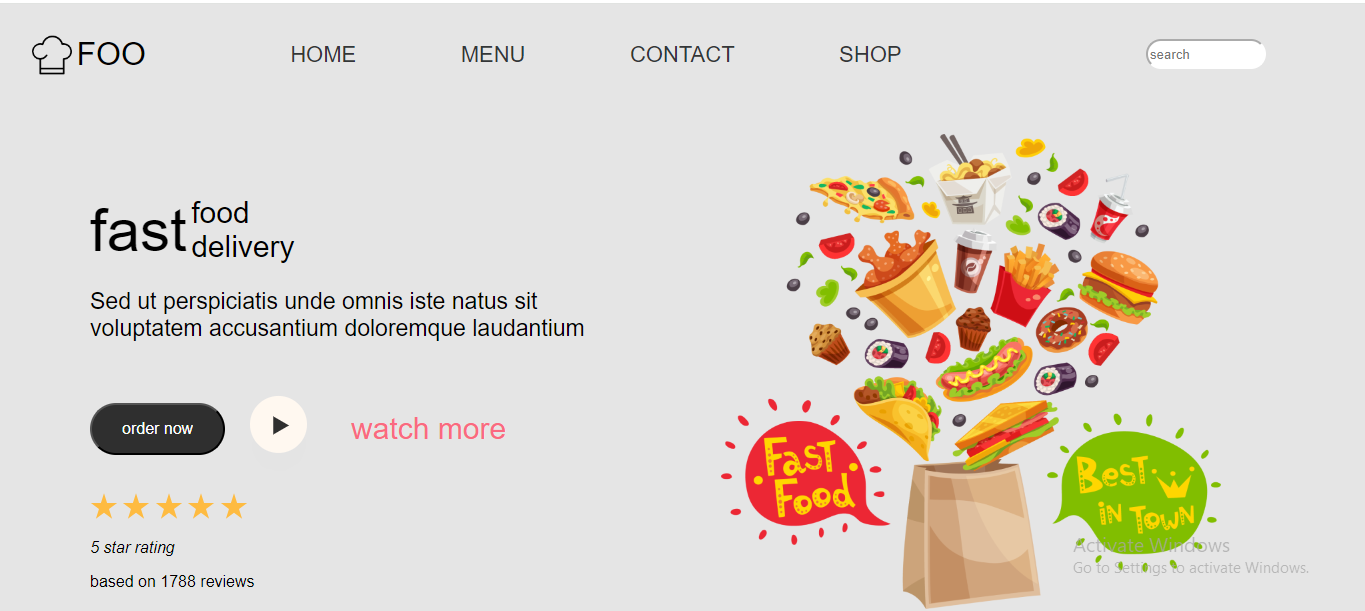 FOO
HOME
MENU
CONTACT
SHOP
search
fast
food
delivery
Sed ut perspiciatis unde omnis iste natus sit
voluptatem accusantium doloremque laudantium
order now
watch more
5 star rating
based on 1788 reviews
FAST
FOOD
BEST
IN TOWN
Activate Windows
Go to Settings to activate Windows.